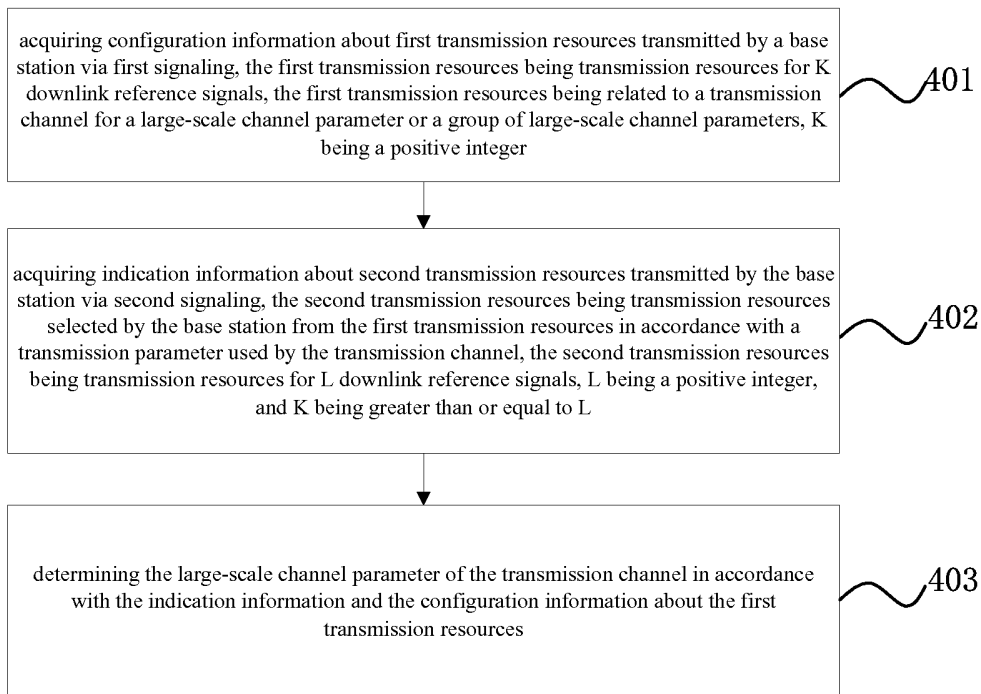 acquiring configuration information about first transmission resources transmitted by a base
station via first signaling, the first transmission resources being transmission resources for K
downlink reference signals, the first transmission resources being related to a transmission
channel for a large-scale channel parameter or a group of large-scale channel parameters, K
being a positive integer
401
acquiring indication information about second transmission resources transmitted by the base
station via second signaling, the second transmission resources being transmission resources
selected by the base station from the first transmission resources in accordance with a
transmission parameter used by the transmission channel, the second transmission resources
being transmission resources for L downlink reference signals, L being a positive integer,
and K being greater than or equal to L
402
determining the large-scale channel parameter of the transmission channel in accordance
with the indication information and the configuration information about the first
transmission resources
403